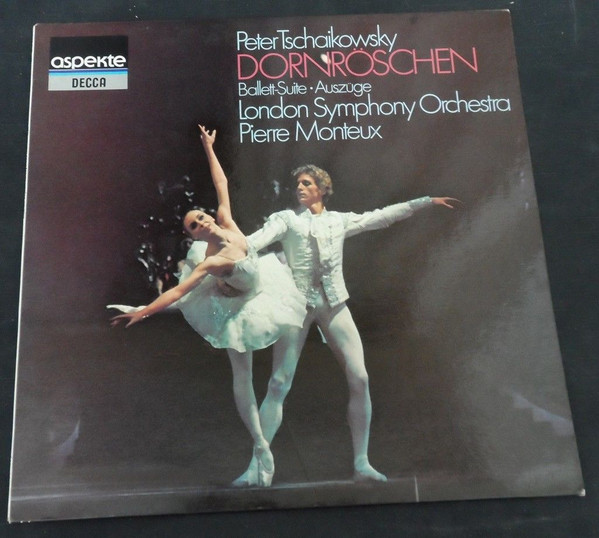 aspekte
DECCA
Peter Tschaikowsky
DORNRÖSCHEN
Ballett-Suite · Auszüge
London Symphony Orchestra
Pierre Monteux